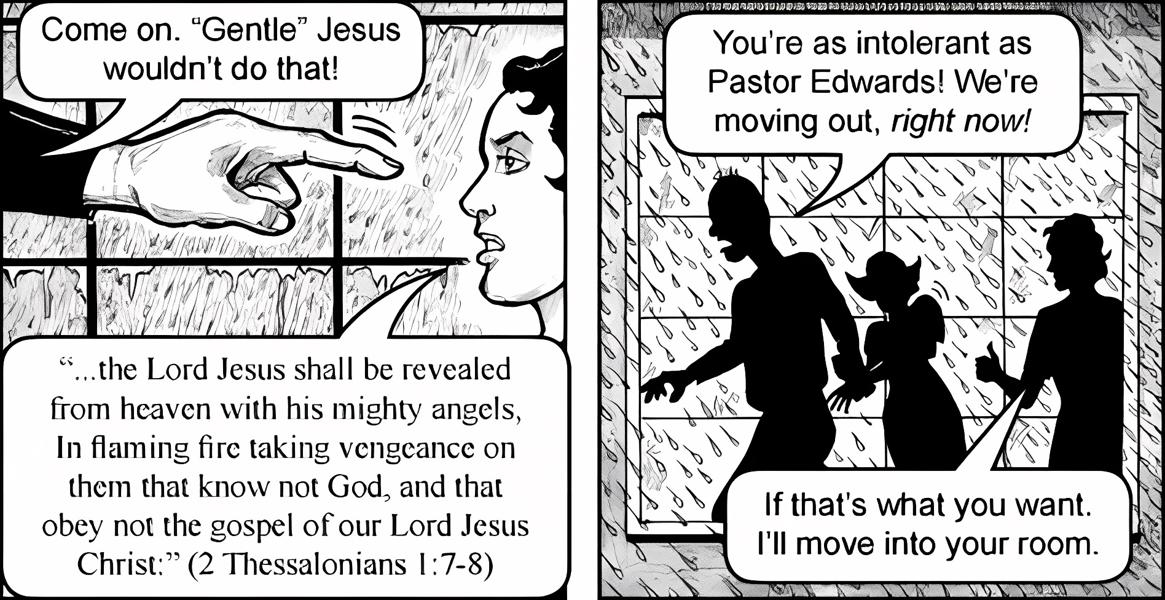 Come on. “Gentle” Jesus
wouldn't do that!
“...the Lord Jesus shall be revealed
from heaven with his mighty angels,
In flaming fire taking vengeance on
them that know not God, and that
obey not the gospel of our Lord Jesus
Christ:” (2 Thessalonians 1:7-8)
You're as intolerant as
Pastor Edwards! We're
moving out, right now!
If that's what you want.
I'll move into your room.